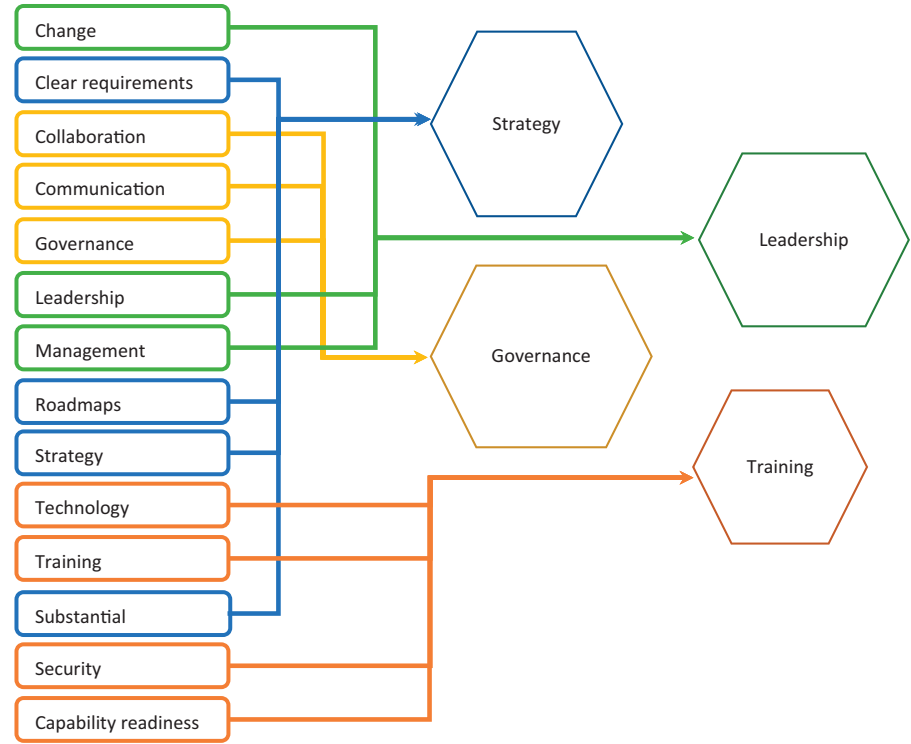 Change
Clear requirements
Collaboration
Communication
Governance
Leadership
Management
Roadmaps
Strategy
Technology
Training
Substantial
Security
Capability readiness
Strategy
Leadership
Governance
Training